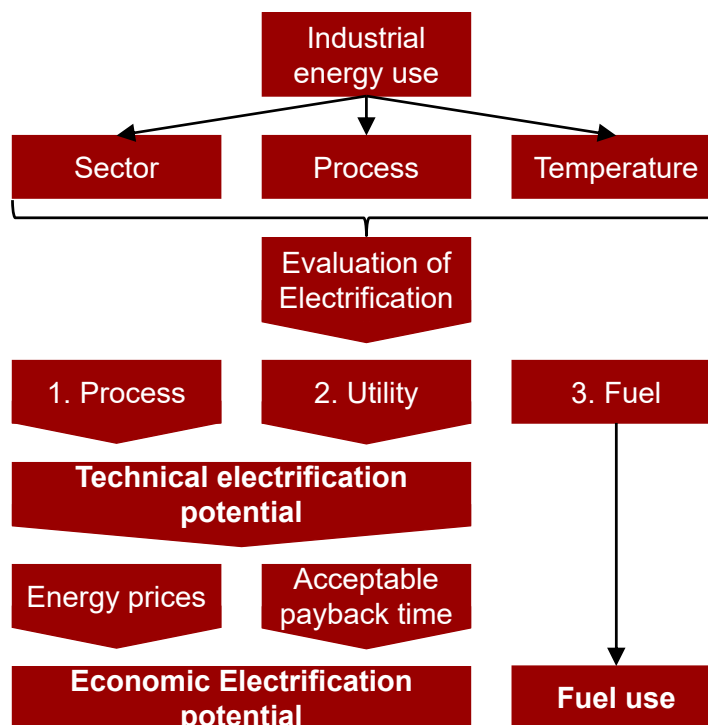 Industrial
energy use
Sector
Process
Temperature
Evaluation of
Electrification
1. Process
2. Utility
3. Fuel
Technical electrification
potential
Energy prices
Acceptable
payback time
Economic Electrification
potential
Fuel use